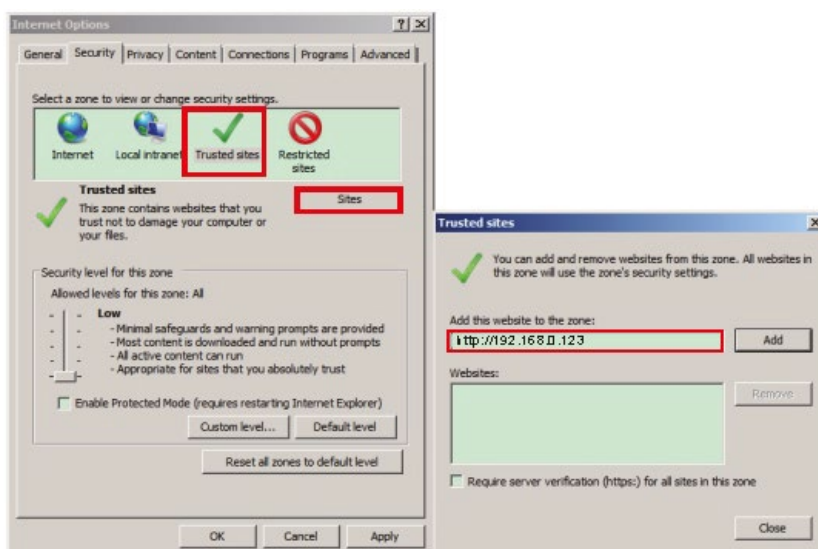 Internet Options
General Security Privacy Content Connections Programs Advanced
Select a zone to view or change security settings.
Internet Local intranet Trusted sites Restricted sites
Trusted sites
This zone contains websites that you
trust not to damage your computer or
your files.
Sites
Security level for this zone
Allowed levels for this zone: All
Low
- Minimal safeguards and warning prompts are provided
- Most content is downloaded and run without prompts
- All active content can run
- Appropriate for sites that you absolutely trust
Enable Protected Mode (requires restarting Internet Explorer)
Custom level... Default level
Reset all zones to default level
OK Cancel Apply
Trusted sites
You can add and remove websites from this zone. All websites in
this zone will use the zone's security settings.
Add this website to the zone:
http://192.168.0.123
Add
Websites:
Remove
Require server verification (https:) for all sites in this zone
Close